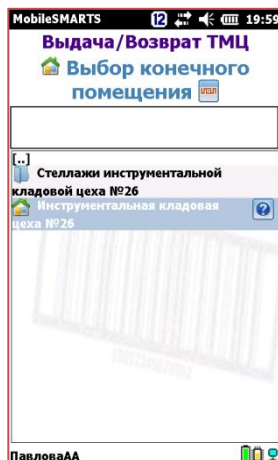 MobileSMARTS 12 19:59
Выдача/Возврат ТМЦ
Выбор конечного
помещения
[..]
Стеллажи инструментальной
кладовой цеха №26
Инструментальная кладовая
цеха №26
?
ПавловаАА